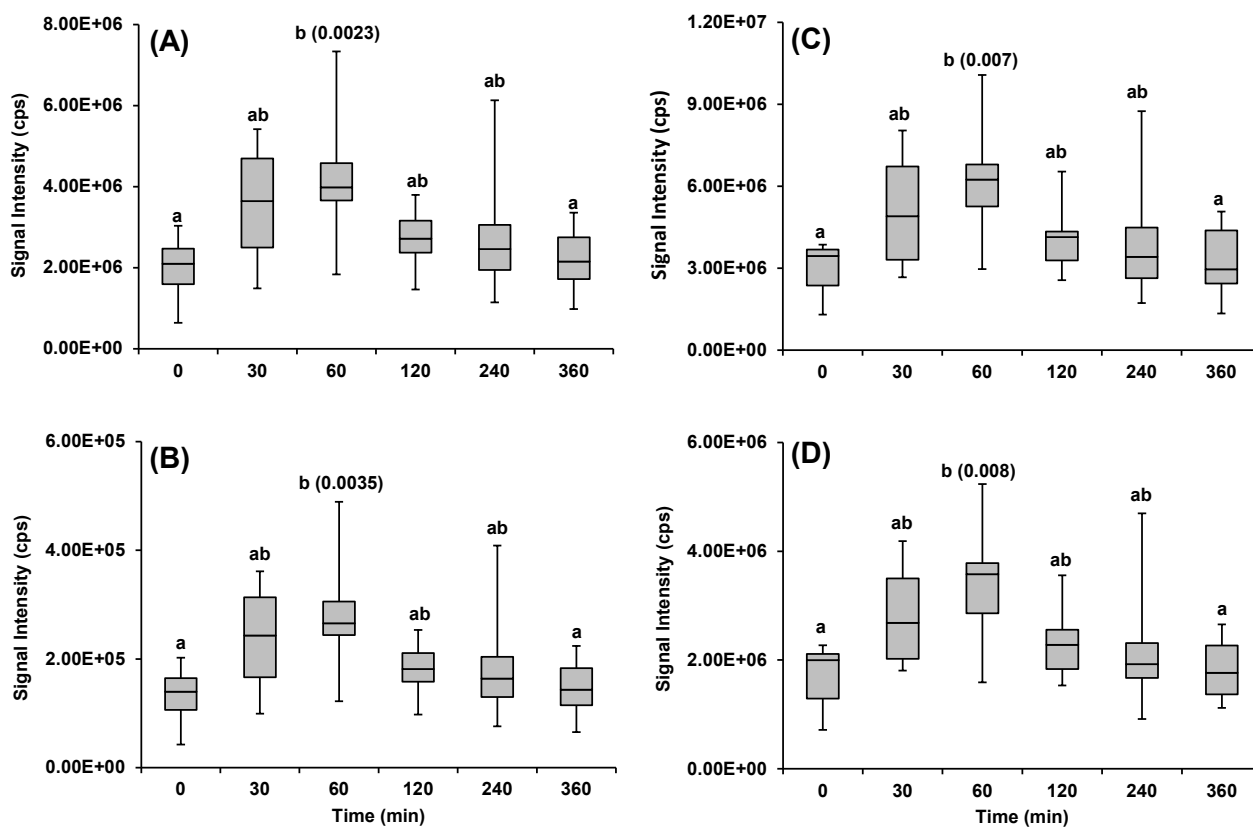 (A)
Signal Intensity (cps)
8.00E+06
6.00E+06
4.00E+06
2.00E+06
0.00E+00
a
ab
b (0.0023)
ab
ab
a
0 30 60 120 240 360
(C)
Signal Intensity (cps)
1.20E+07
9.00E+06
6.00E+06
3.00E+06
0.00E+00
a
ab
b (0.007)
ab
ab
a
0 30 60 120 240 360
(B)
Signal Intensity (cps)
6.00E+05
4.00E+05
2.00E+05
0.00E+00
a
ab
b (0.0035)
ab
ab
a
0 30 60 120 240 360
Time (min)
(D)
Signal Intensity (cps)
6.00E+06
4.00E+06
2.00E+06
0.00E+00
a
ab
b (0.008)
ab
ab
a
0 30 60 120 240 360
Time (min)